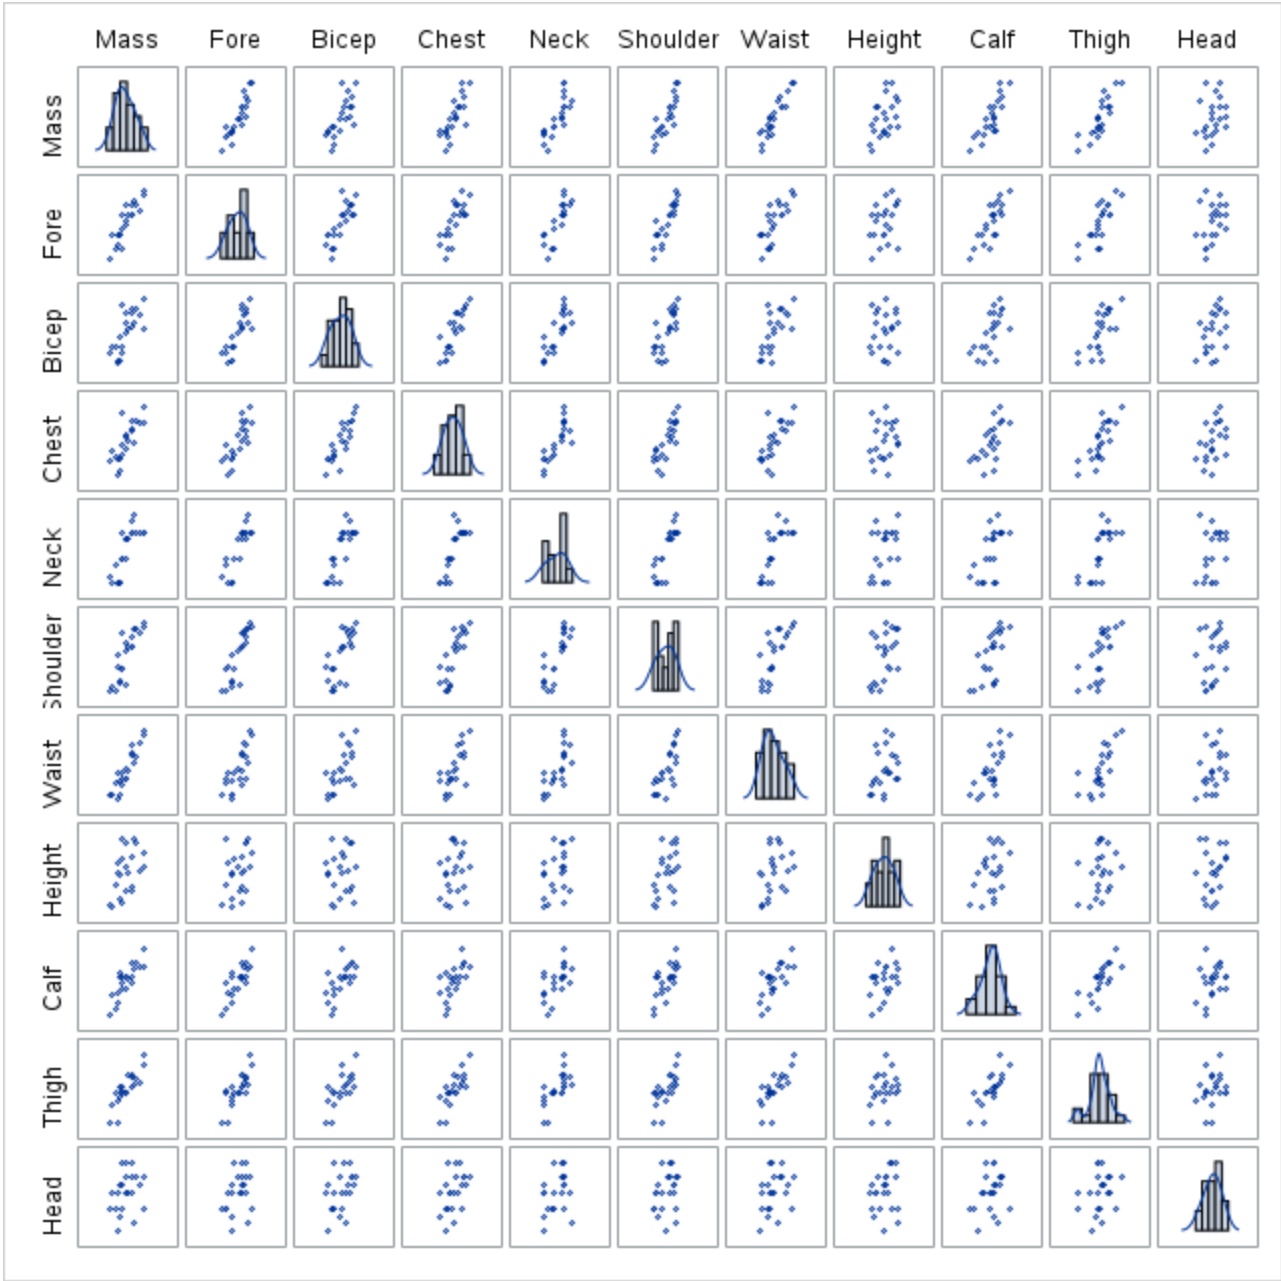 Mass Fore Bicep Chest Neck Shoulder Waist Height Calf Thigh Head
Mass
Fore
Bicep
Chest
Neck
Shoulder
Waist
Height
Calf
Thigh
Head